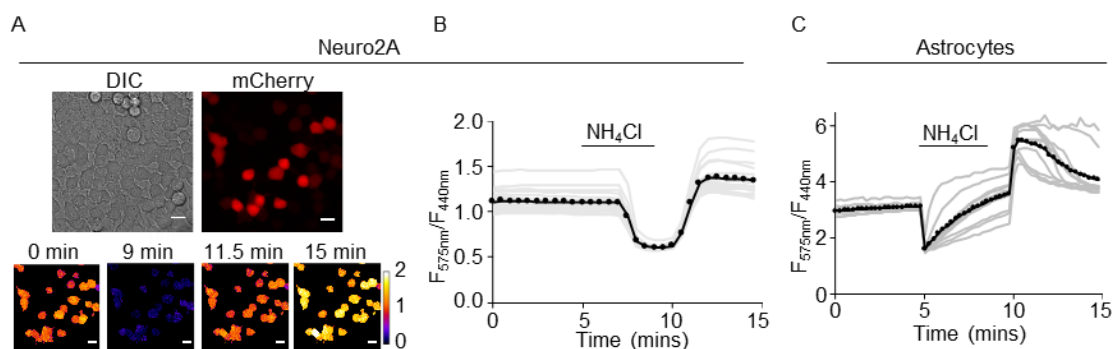 A
Neuro2A
DIC
mCherry
0 min
9 min
11.5 min
15 min
2
1
0
B
F575nm/F440nm
2.0
1.5
1.0
0.5
0.0
NH4Cl
0
5
10
15
Time (mins)
C
Astrocytes
F575nm/F440nm
6
4
2
0
NH4Cl
0
5
10
15
Time (mins)